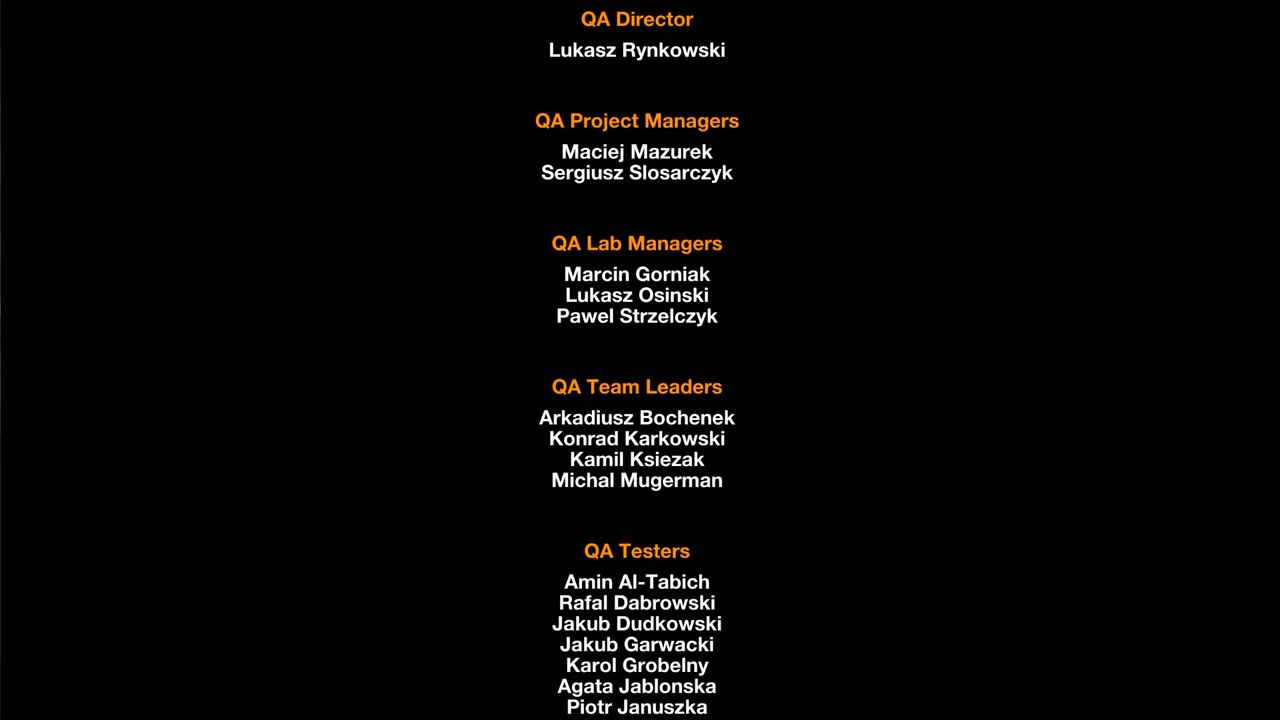 QA Director
Lukasz Rynkowski
QA Project Managers
Maciej Mazurek
Sergiusz Slosarczyk
QA Lab Managers
Marcin Gorniak
Lukasz Osinski
Pawel Strzelczyk
QA Team Leaders
Arkadiusz Bochenek
Konrad Karkowski
Kamil Ksiezak
Michal Mugerman
QA Testers
Amin Al-Tabich
Rafal Dabrowski
Jakub Dudkowski
Jakub Garwacki
Karol Grobelny
Agata Jablonska
Piotr Januszka